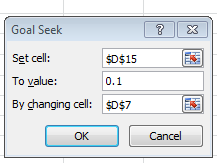 Goal Seek
Set cell: $D$15
To value: 0.1
By changing cell: $D$7
OK Cancel